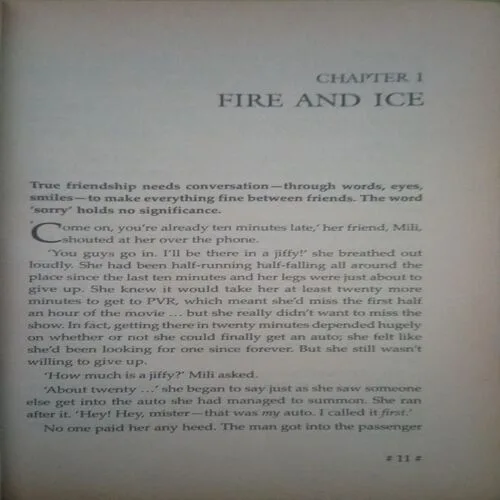 CHAPTER 1
FIRE AND ICE
True friendship needs conversation—through words, eyes,
smiles—to make everything fine between friends. The word
'sorry' holds no significance.
'Come on, you're already ten minutes late,' her friend, Mili,
shouted at her over the phone.
'You guys go in. I'll be there in a jiffy!' she breathed out
loudly. She had been half-running half-falling all around the
place since the last ten minutes and her legs were just about to
give up. She knew it would take her at least twenty more
minutes to get to PVR, which meant she'd miss the first half
an hour of the movie ... but she really didn't want to miss the
show. In fact, getting there in twenty minutes depended hugely
on whether or not she could finally get an auto; she felt like
she'd been looking for one since forever. But she still wasn't
willing to give up.
'How much is a jiffy?' Mili asked.
'About twenty ...' she began to say just as she saw someone
else get into the auto she had managed to summon. She ran
after it. 'Hey! Hey, mister—that was my auto. I called it first.'
No one paid her any heed. The man got into the passenger
# 11 #